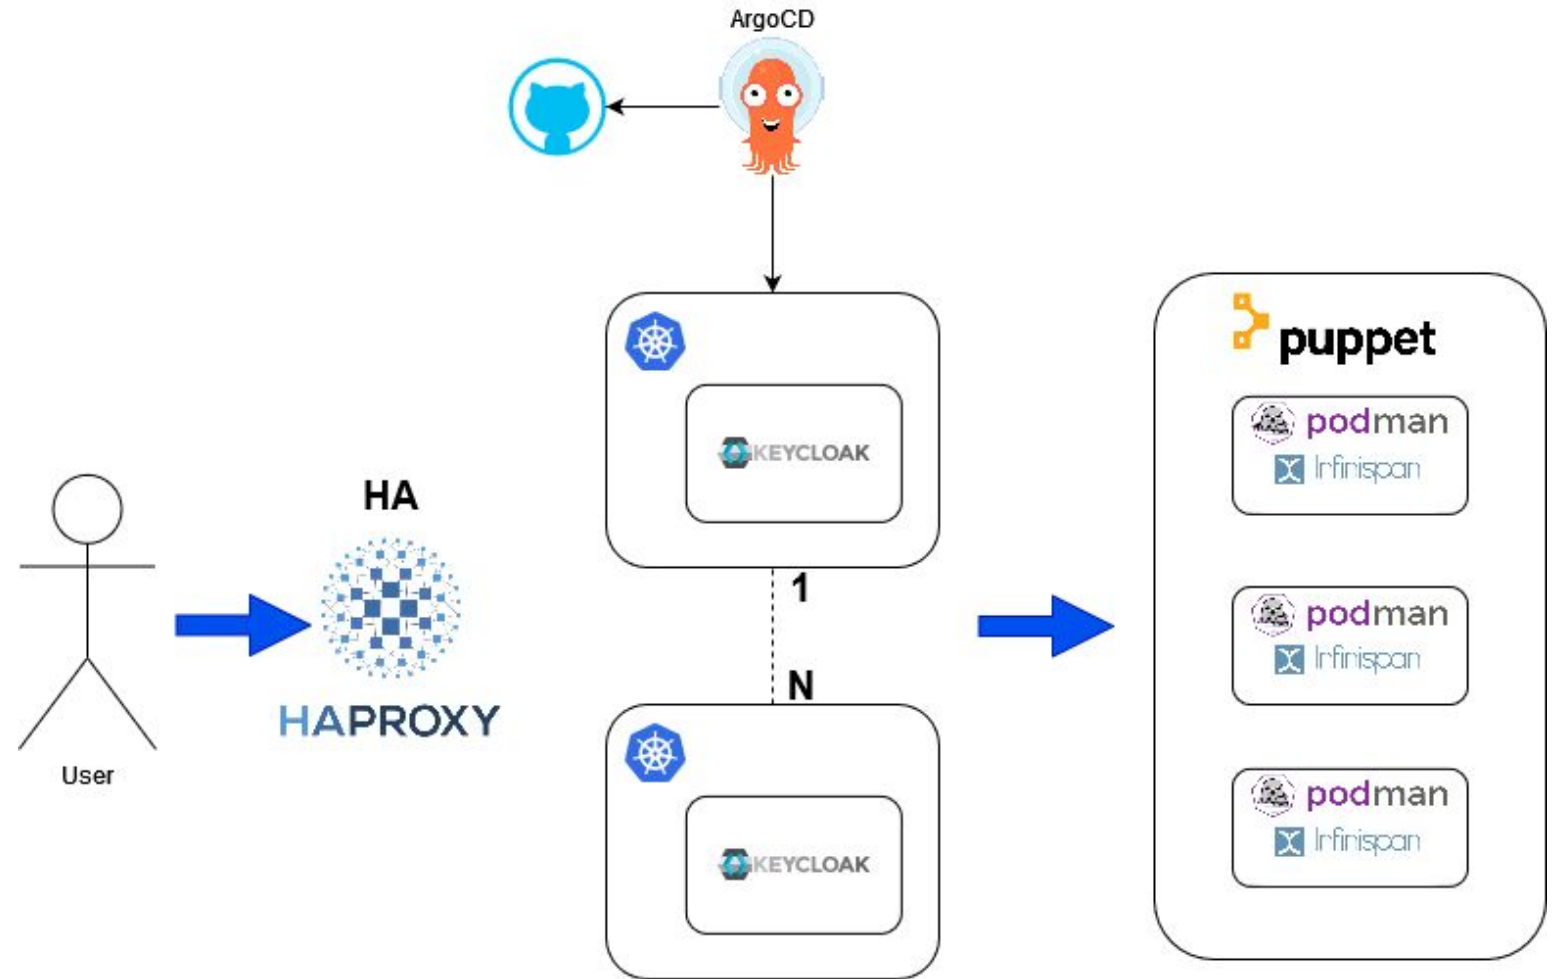 ArgoCD
puppet
podman
Infinispan
KEYCLOAK
HA
HAPROXY
1
podman
Infinispan
N
User
podman
Infinispan
KEYCLOAK